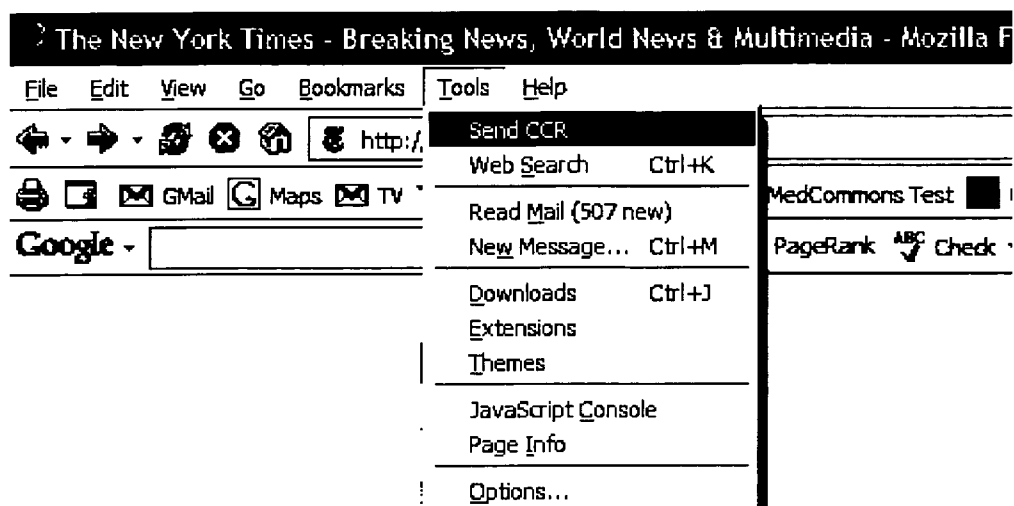 The New York Times - Breaking News, World News & Multimedia - Mozilla F
File Edit View Go Bookmarks Tools Help
http:/
Send CCR
Web Search Ctrl+K
GMail G Maps TV
MedCommons Test
Read Mail (507 new)
New Message... Ctrl+M
Google
PageRank ABC Check
Downloads Ctrl+J
Extensions
Themes
JavaScript Console
Page Info
Options...